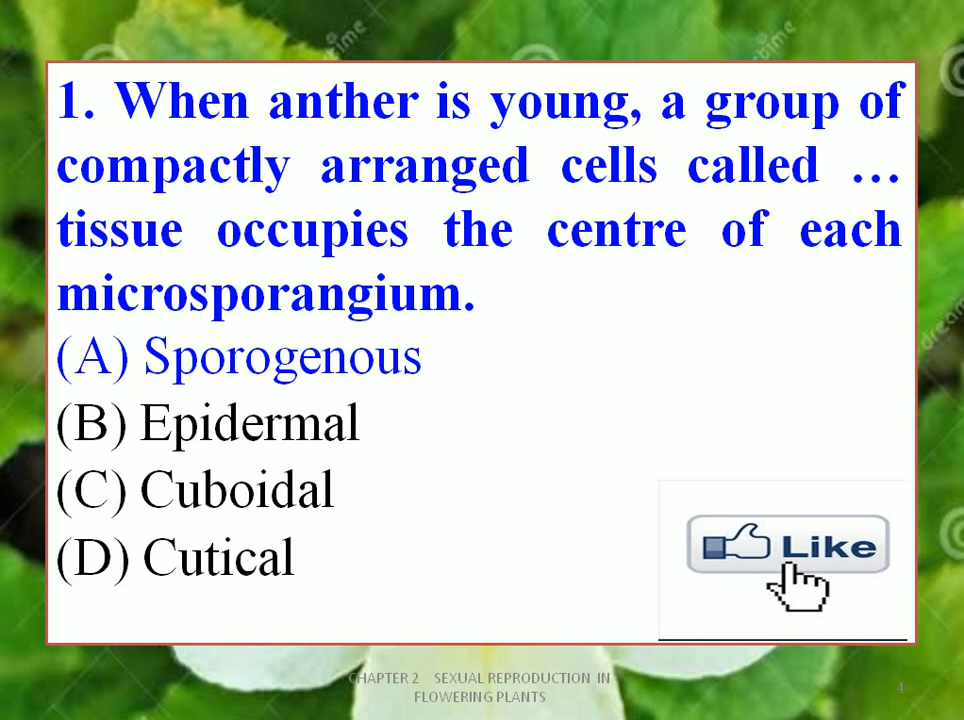 1. When anther is young, a group of
compactly arranged cells called …
tissue occupies the centre of each
microsporangium.
(A) Sporogenous
(B) Epidermal
(C) Cuboidal
(D) Cutical
Like
CHAPTER 2 SEXUAL REPRODUCTION IN
FLOWERING PLANTS
4